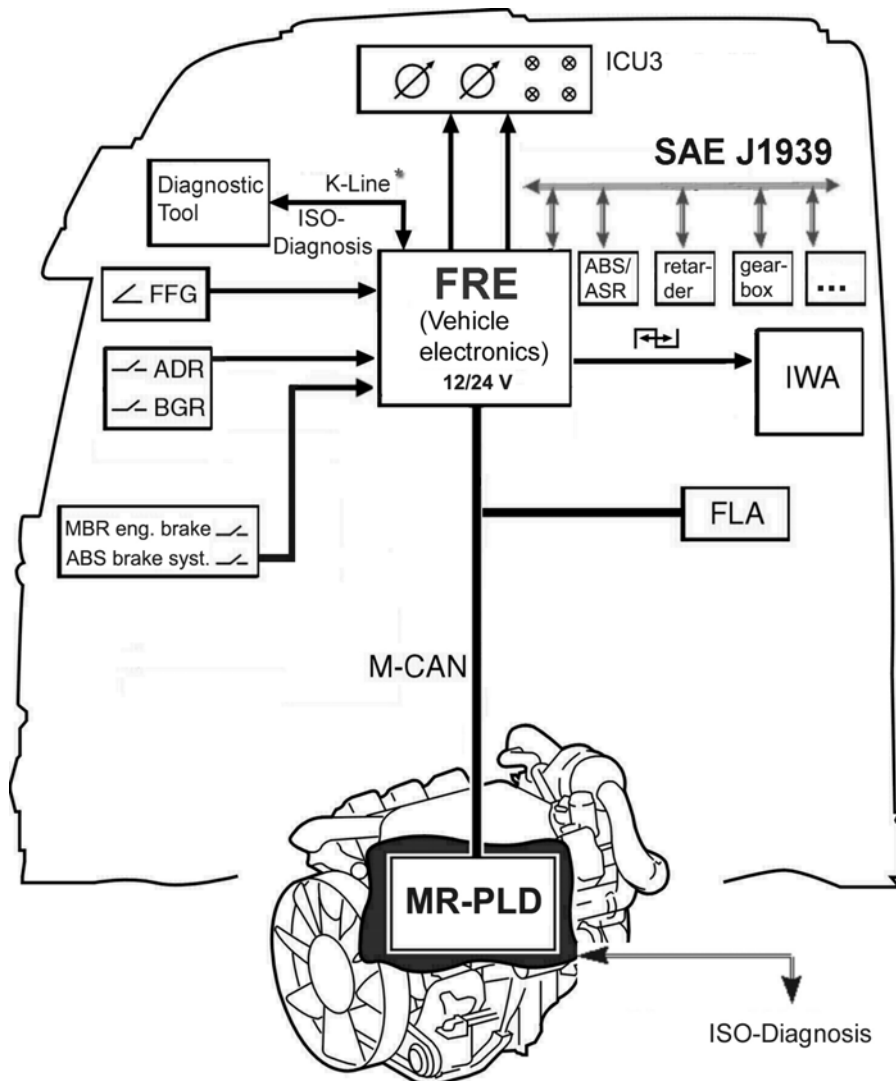 ICU3
SAE J1939
Diagnostic
Tool
K-Line *
ISO-
Diagnosis
FRE
(Vehicle
electronics)
12/24 V
ABS/
ASR
retar-
der
gear-
box
...
FFG
ADR
BGR
IWA
MBR eng. brake
ABS brake syst.
FLA
M-CAN
MR-PLD
ISO-Diagnosis